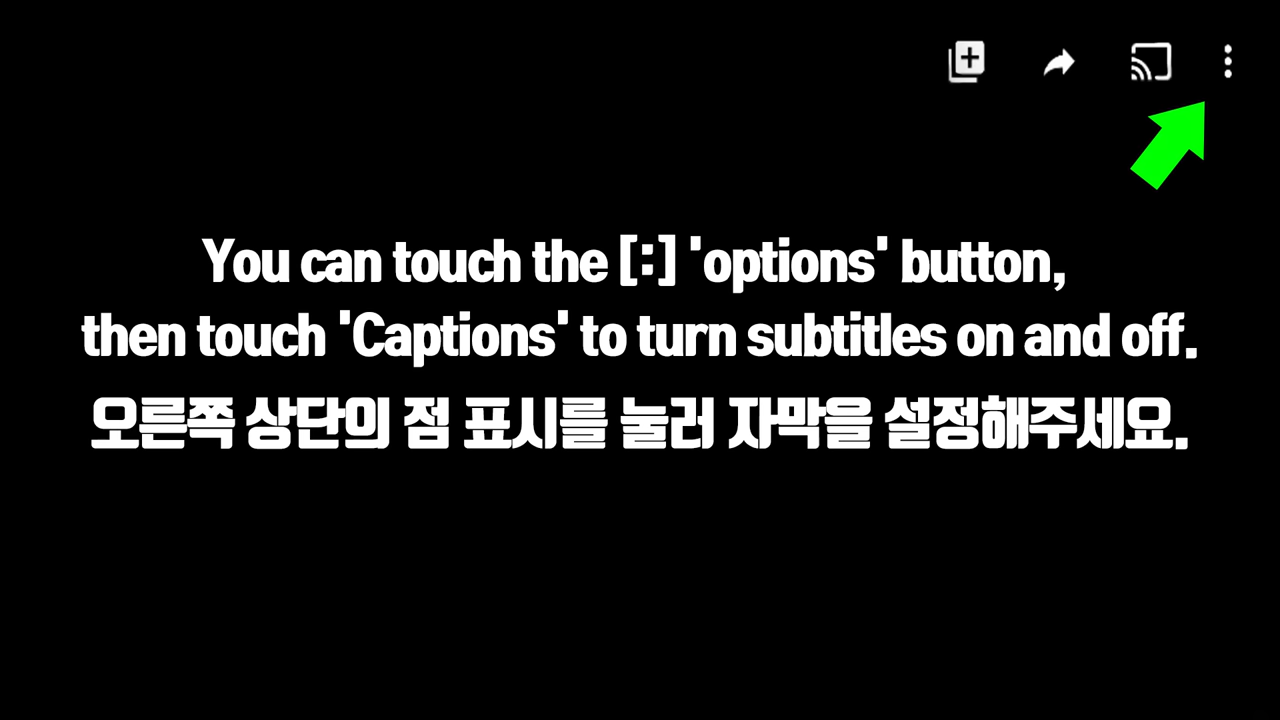 You can touch the [:] 'options' button,
then touch 'Captions' to turn subtitles on and off.
오른쪽 상단의 점 표시를 눌러 자막을 설정해주세요.